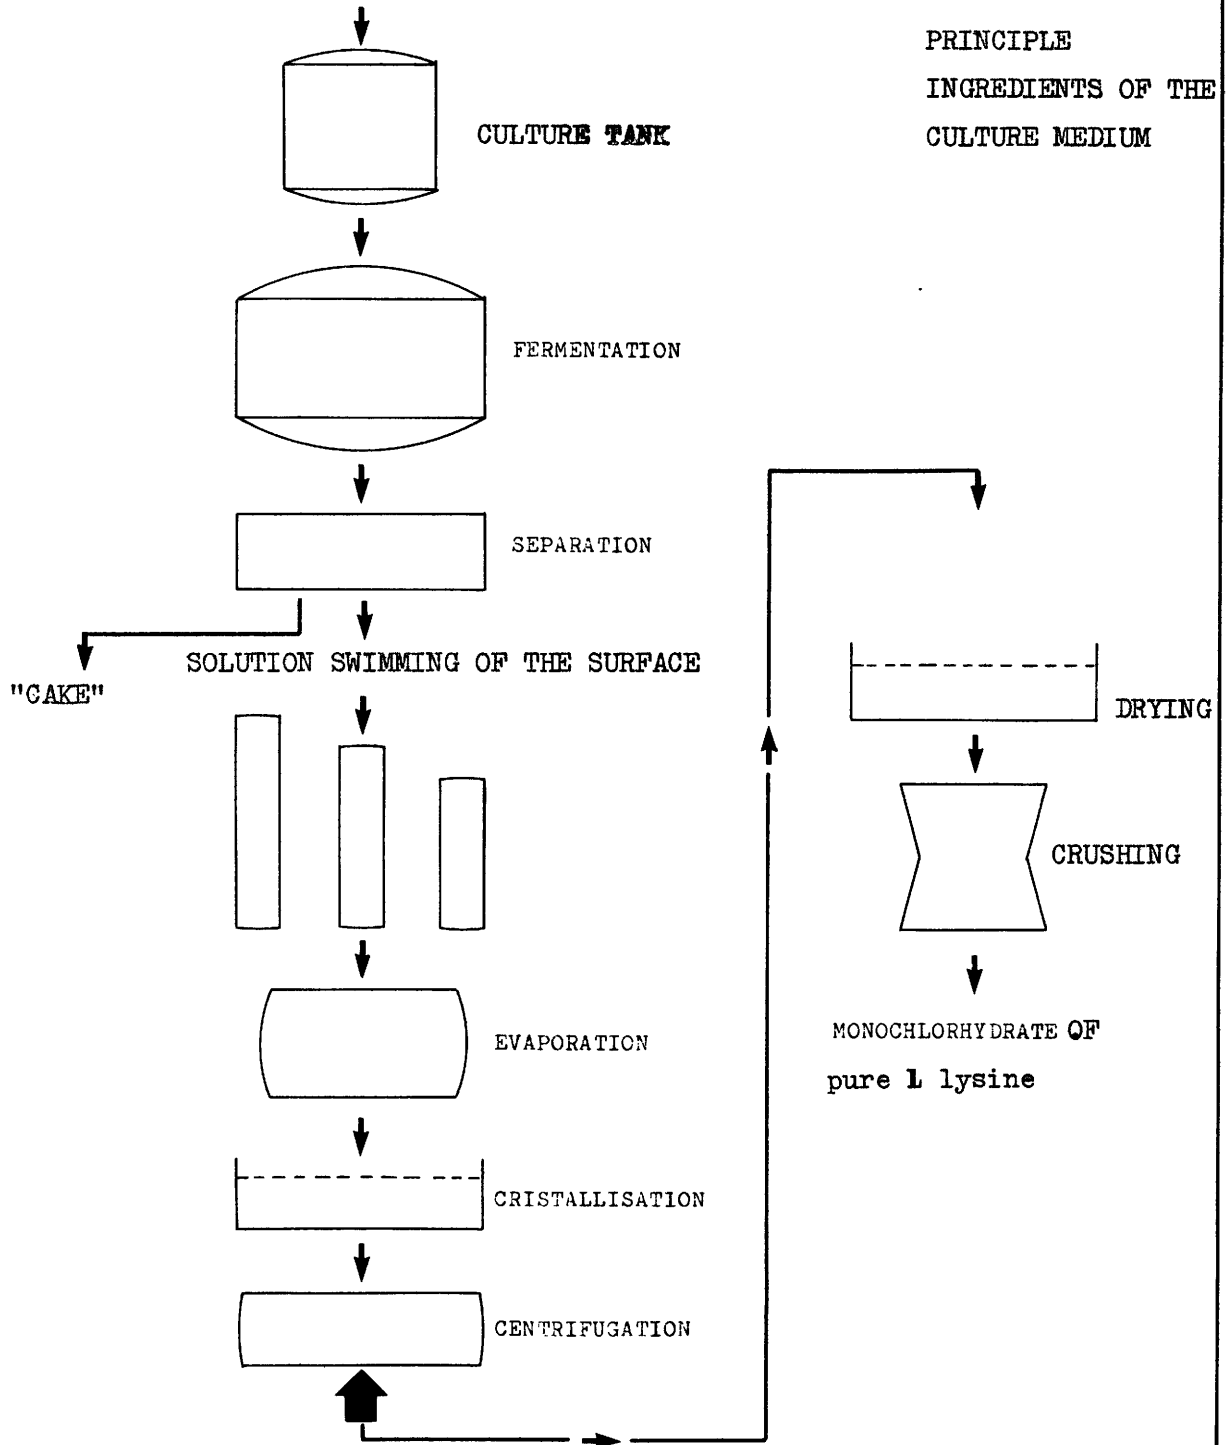 PRINCIPLE
INGREDIENTS OF THE
CULTURE MEDIUM
CULTURE TANK
FERMENTATION
SEPARATION
SOLUTION SWIMMING OF THE SURFACE
"CAKE"
EVAPORATION
CRISTALLISATION
CENTRIFUGATION
DRYING
CRUSHING
MONOCHLORHYDRATE OF
pure L lysine